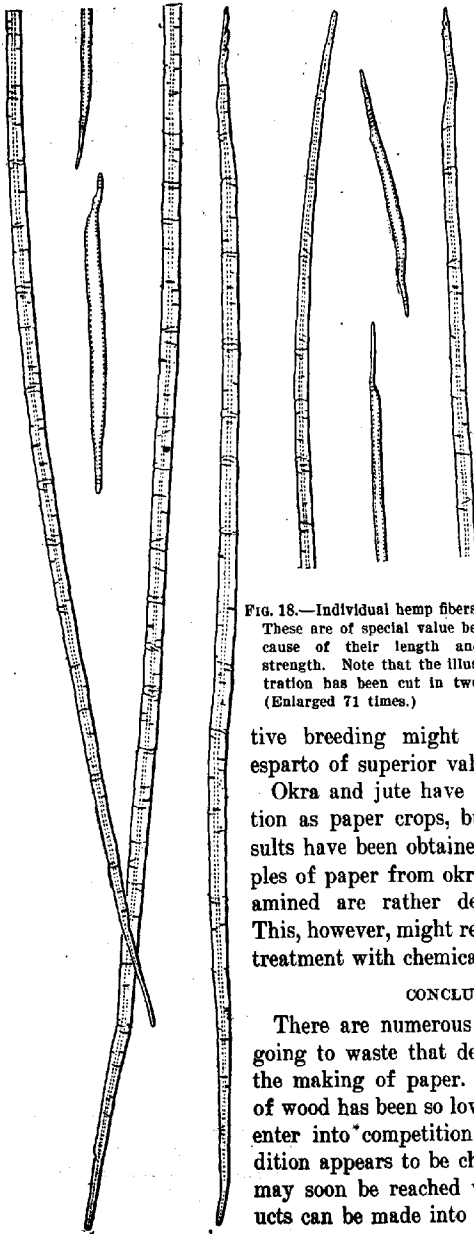 FIG. 18.—Individual hemp fibers
These are of special value be
cause of their length and
strength. Note that the illus
tration has been cut in two
(Enlarged 71 times.)
tive breeding might
esparto of superior val
Okra and jute have
tion as paper crops, bu
sults have been obtaine
ples of paper from okr
amined are rather de
This, however, might re
treatment with chemica
CONCLU
There are numerous
going to waste that de
the making of paper.
of wood has been so lov
enter into competition
dition appears to be ch
may soon be reached
ucts can be made into